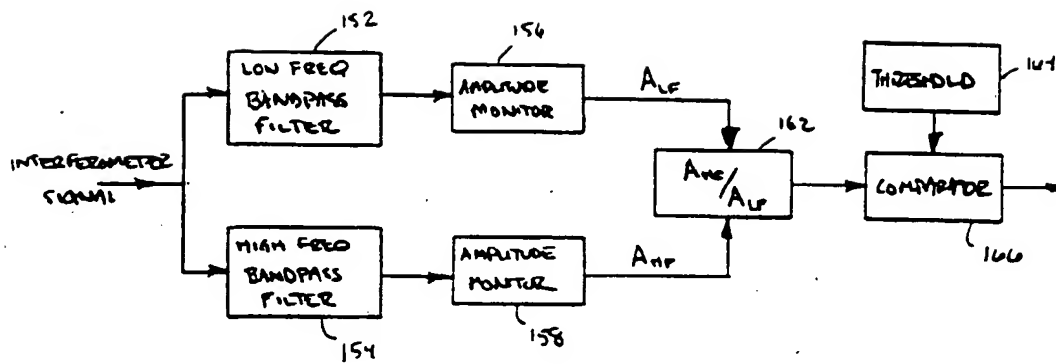 152
LOW FREQ
BANDPASS
FILTER
156
AMPLITUDE
MONITOR
A_LF
THRESHOLD
164
INTERFEROMETER
SIGNAL
162
A_HF/A_LF
COMPARATOR
166
HIGH FREQ
BANDPASS
FILTER
154
AMPLITUDE
MONITOR
158
A_HF